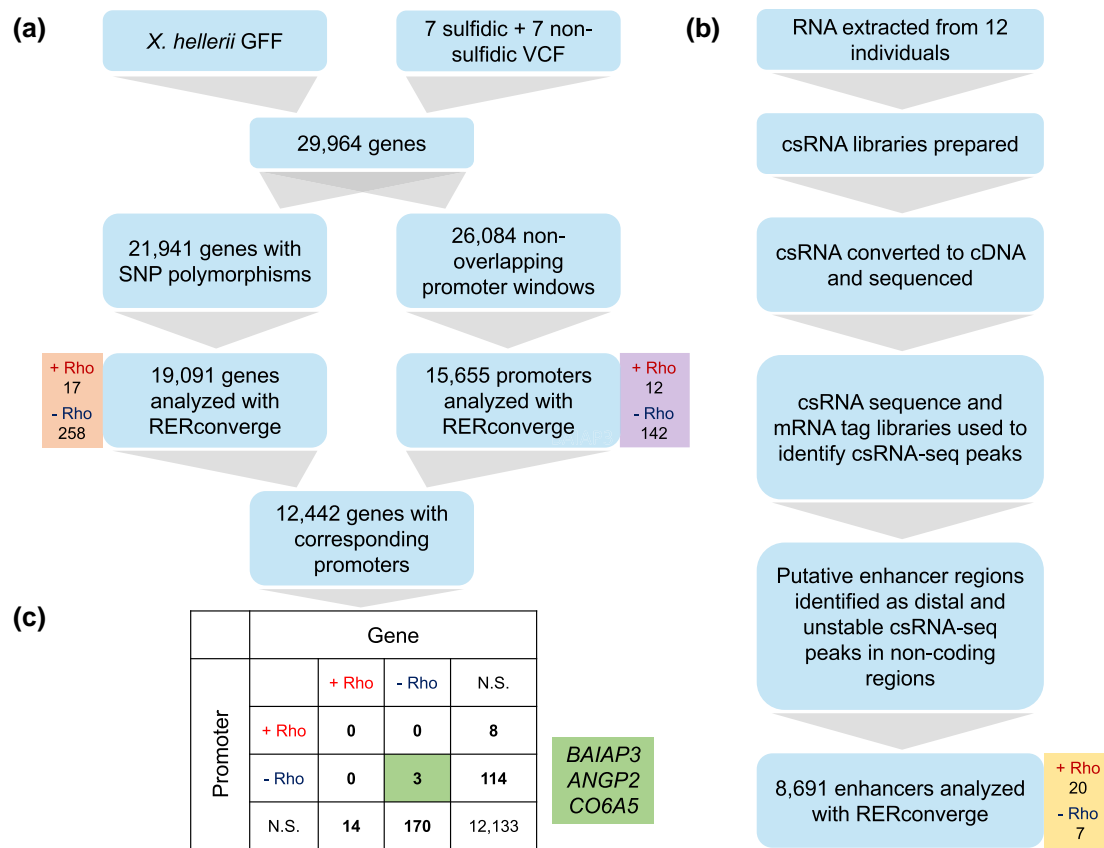 (a)
X. hellerii GFF
7 sulfidic + 7 non-
sulfidic VCF
29,964 genes
21,941 genes with
SNP polymorphisms
26,084 non-
overlapping
promoter windows
+ Rho
17
- Rho
258
19,091 genes
analyzed with
RERconverge
15,655 promoters
analyzed with
RERconverge
+ Rho
12
- Rho
142
12,442 genes with
corresponding
promoters
(b)
RNA extracted from 12
individuals
csRNA libraries prepared
csRNA converted to cDNA
and sequenced
csRNA sequence and
mRNA tag libraries used to
identify csRNA-seq peaks
Putative enhancer regions
identified as distal and
unstable csRNA-seq
peaks in non-coding
regions
8,691 enhancers analyzed
with RERconverge
+ Rho
20
- Rho
7
(c)
Gene
+ Rho - Rho N.S.
Promoter
+ Rho 0 0 8
- Rho 0 3 114
N.S. 14 170 12,133
BAIAP3
ANGP2
CO6A5